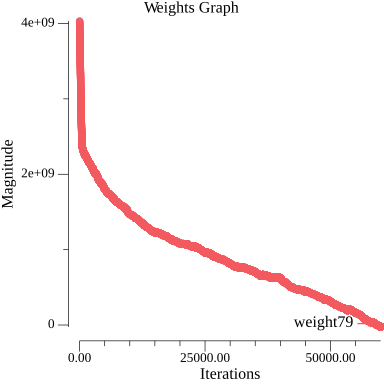 Weights Graph
4e+09
2e+09
0
Magnitude
weight79
0.00 25000.00 50000.00
Iterations